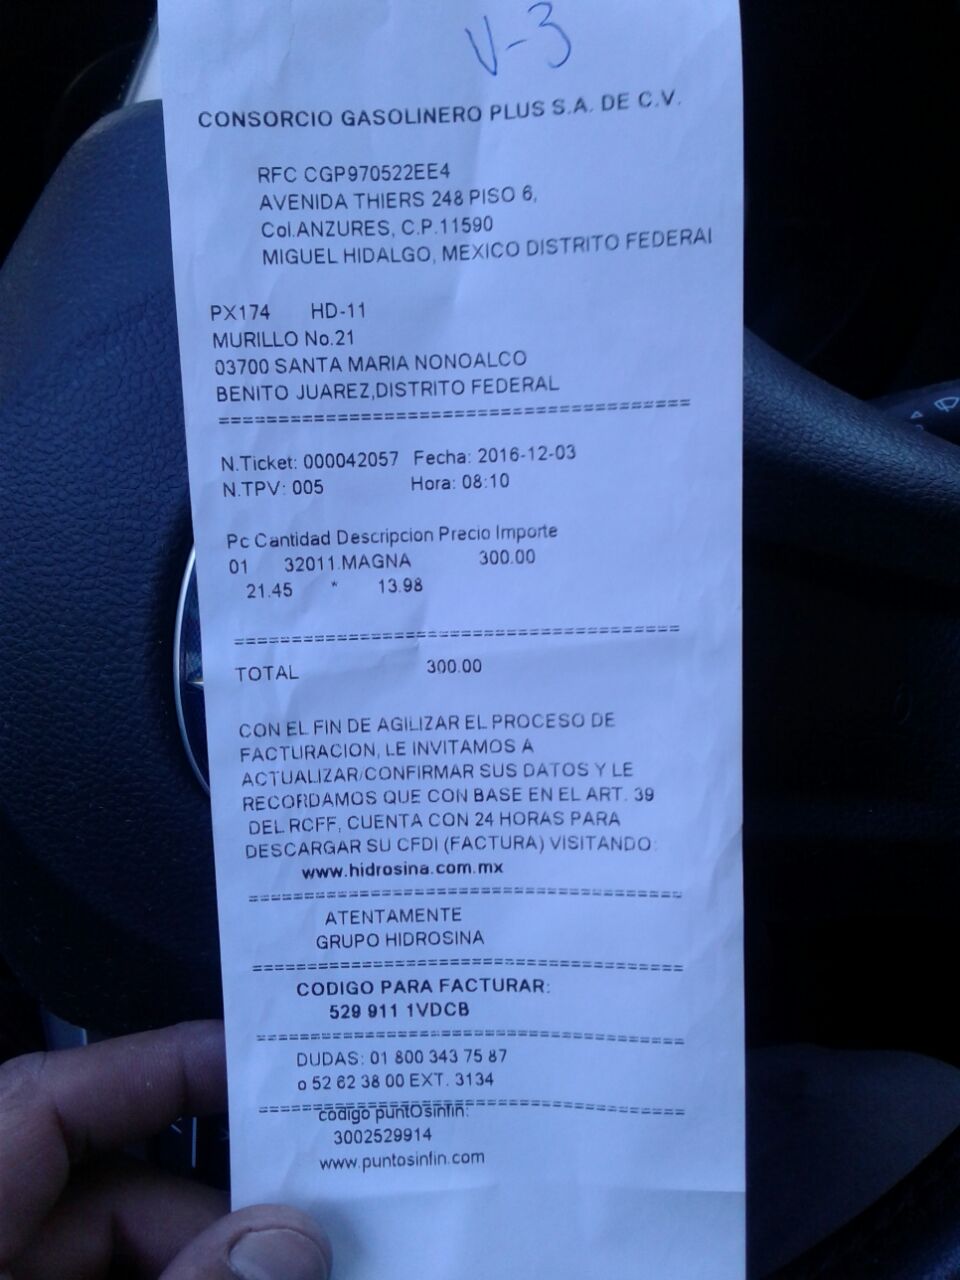 V-3
CONSORCIO GASOLINERO PLUS S.A. DE C.V.
RFC CGP970522EE4
AVENIDA THIERS 248 PISO 6,
Col.ANZURES, C.P.11590
MIGUEL HIDALGO, MEXICO DISTRITO FEDERAl
PX174 HD-11
MURILLO No.21
03700 SANTA MARIA NONOALCO
BENITO JUAREZ,DISTRITO FEDERAL
==========================================
N.Ticket: 000042057 Fecha: 2016-12-03
N.TPV: 005 Hora: 08:10
Pc Cantidad Descripcion Precio Importe
01 32011.MAGNA 300.00
21.45 * 13.98
========================================
TOTAL 300.00
CON EL FIN DE AGILIZAR EL PROCESO DE
FACTURACION, LE INVITAMOS A
ACTUALIZAR/CONFIRMAR SUS DATOS Y LE
RECORDAMOS QUE CON BASE EN EL ART. 39
DEL RCFF, CUENTA CON 24 HORAS PARA
DESCARGAR SU CFDI (FACTURA) VISITANDO:
www.hidrosina.com.mx
========================================
ATENTAMENTE
GRUPO HIDROSINA
========================================
CODIGO PARA FACTURAR:
529 911 1VDCB
========================================
DUDAS: 01 800 343 75 87
o 52 62 38 00 EXT. 3134
========================================
codigo puntOsinfin:
3002529914
www.puntosinfin.com